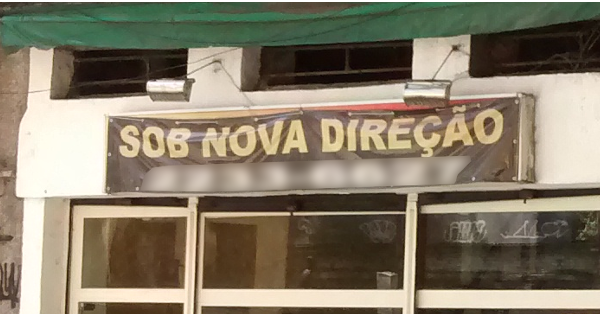 SOB NOVA DIREÇÃO